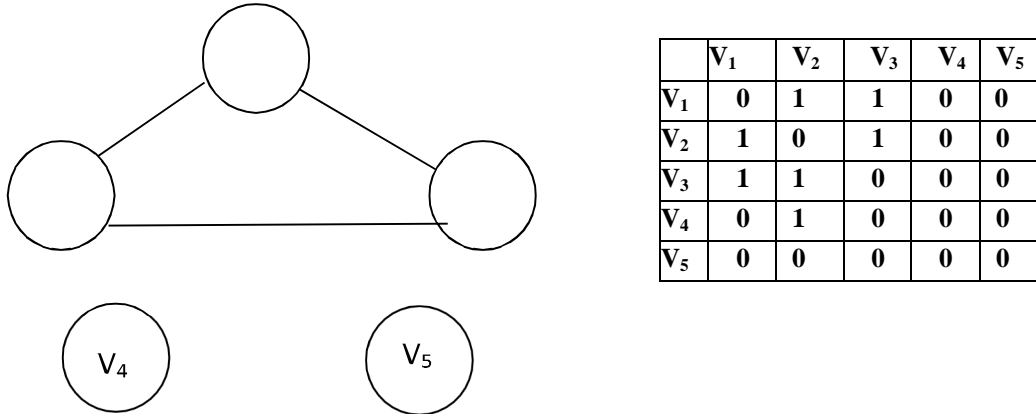 V₁ V₂ V₃ V₄ V₅
V₁ 0 1 1 0 0
V₂ 1 0 1 0 0
V₃ 1 1 0 0 0
V₄ 0 1 0 0 0
V₅ 0 0 0 0 0
V₄ V₅